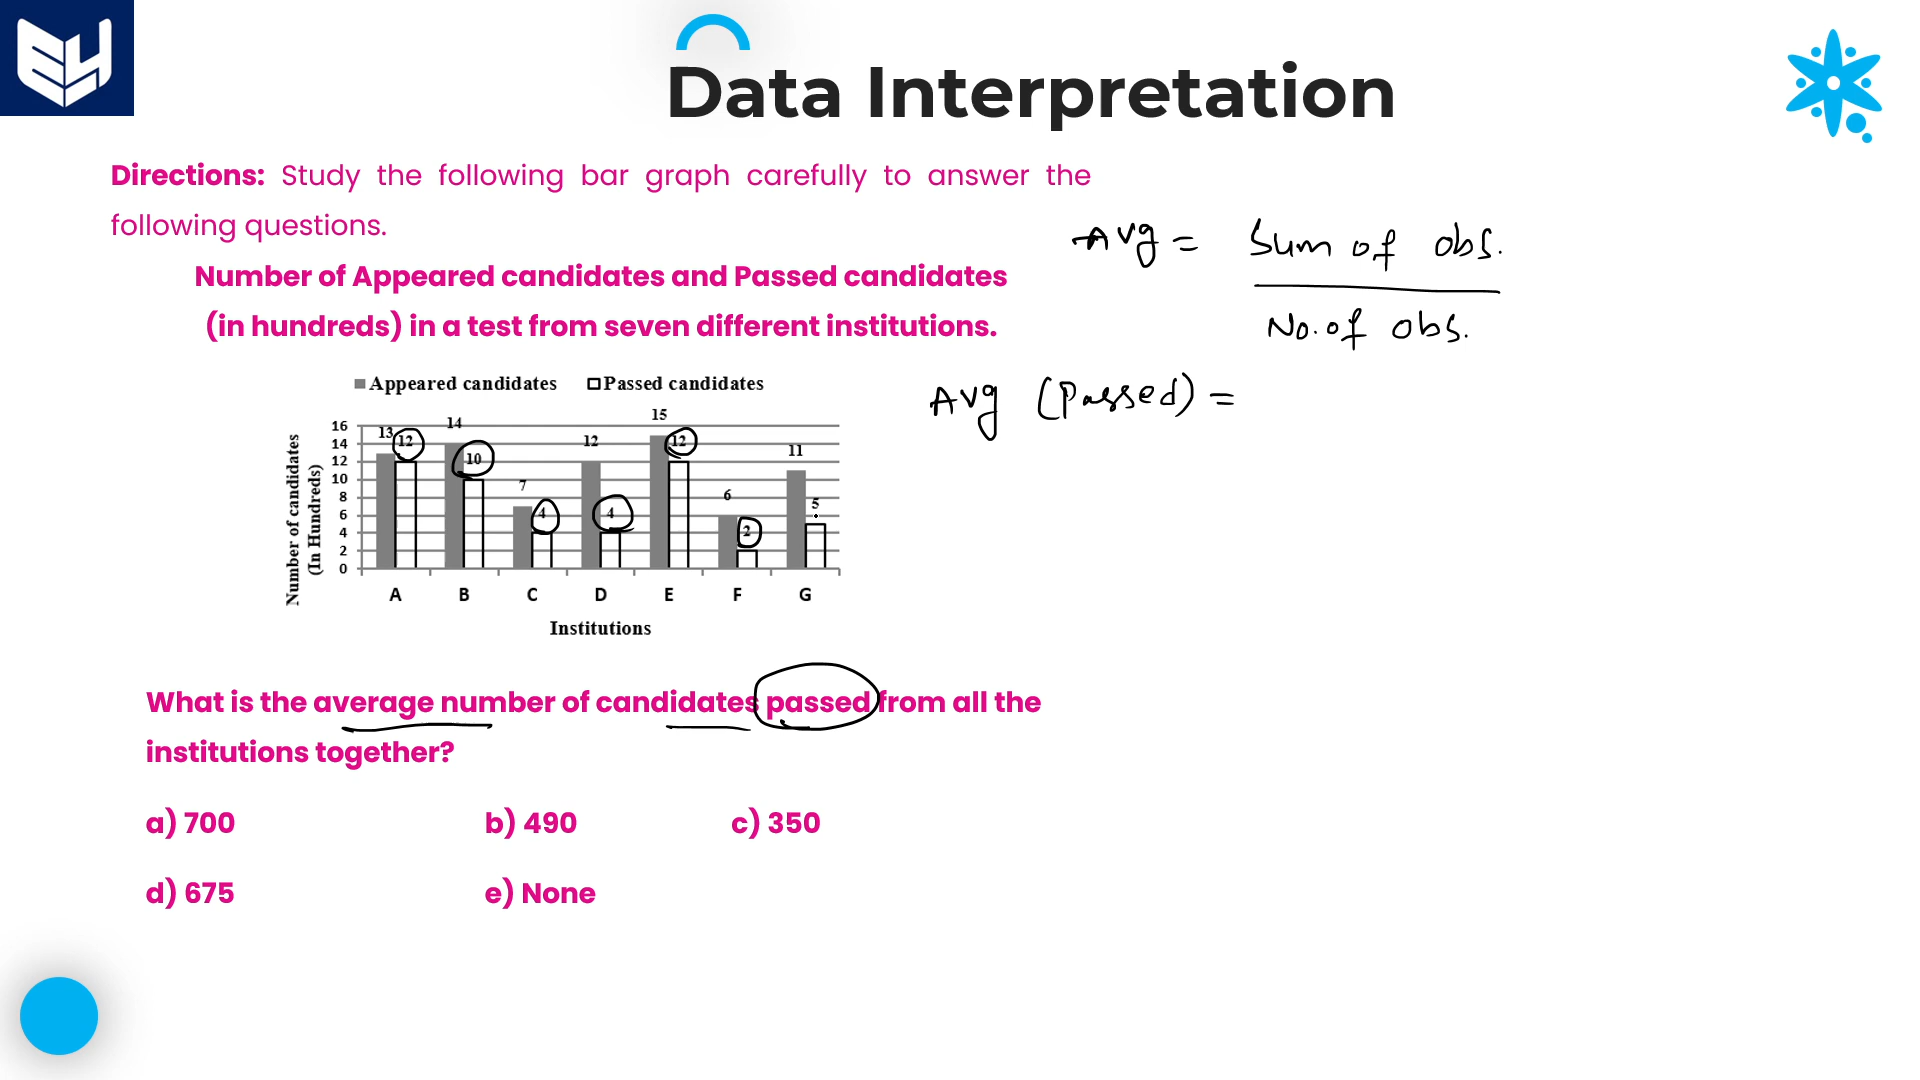 EY
Data Interpretation
Directions: Study the following bar graph carefully to answer the
following questions.
Number of Appeared candidates and Passed candidates
(in hundreds) in a test from seven different institutions.
Avg = Sum of obs.
No. of obs.
Avg (Passed) =
Appeared candidates Passed candidates
Number of candidates
(In Hundreds)
16
14
12
10
8
6
4
2
0
13 12
14 10
7 4
12 4
15 12
6 2
11 5
A B C D E F G
Institutions
What is the average number of candidates passed from all the
institutions together?
a) 700 b) 490 c) 350
d) 675 e) None